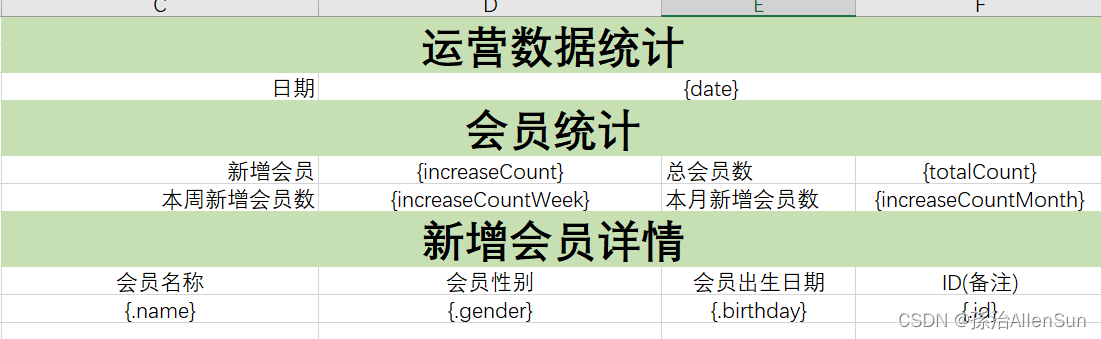 C D E F
运营数据统计
日期 {date}
会员统计
新增会员 {increaseCount} 总会员数 {totalCount}
本周新增会员数 {increaseCountWeek} 本月新增会员数 {increaseCountMonth}
新增会员详情
会员名称 会员性别 会员出生日期 ID(备注)
{.name} {.gender} {.birthday} {.id}
CSDN @孫治AllenSun